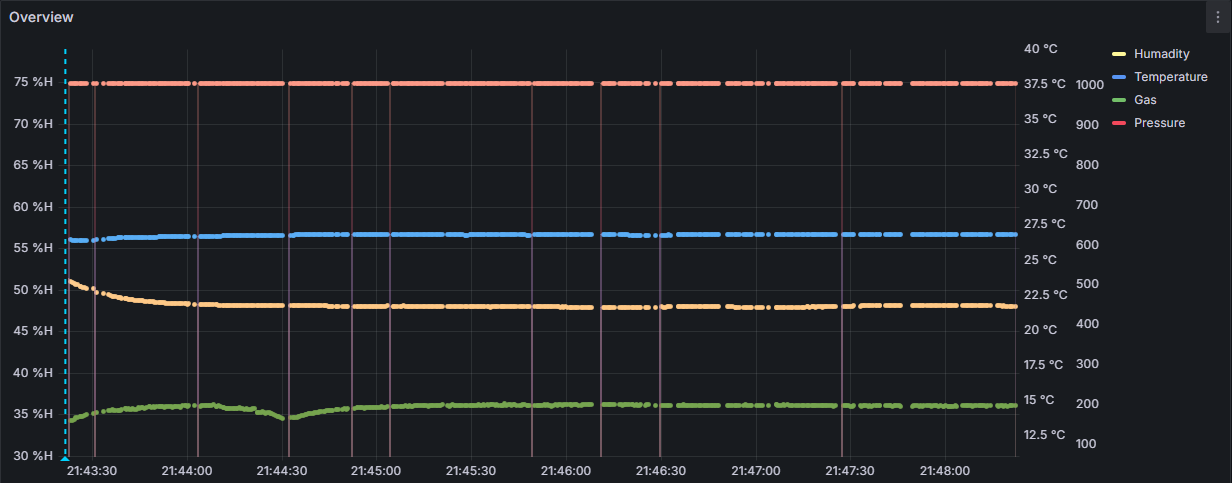 Overview
75 %H
70 %H
65 %H
60 %H
55 %H
50 %H
45 %H
40 %H
35 %H
30 %H
40 °C
37.5 °C
35 °C
32.5 °C
30 °C
27.5 °C
25 °C
22.5 °C
20 °C
17.5 °C
15 °C
12.5 °C
1000
900
800
700
600
500
400
300
200
100
Humadity
Temperature
Gas
Pressure
21:43:30
21:44:00
21:44:30
21:45:00
21:45:30
21:46:00
21:46:30
21:47:00
21:47:30
21:48:00